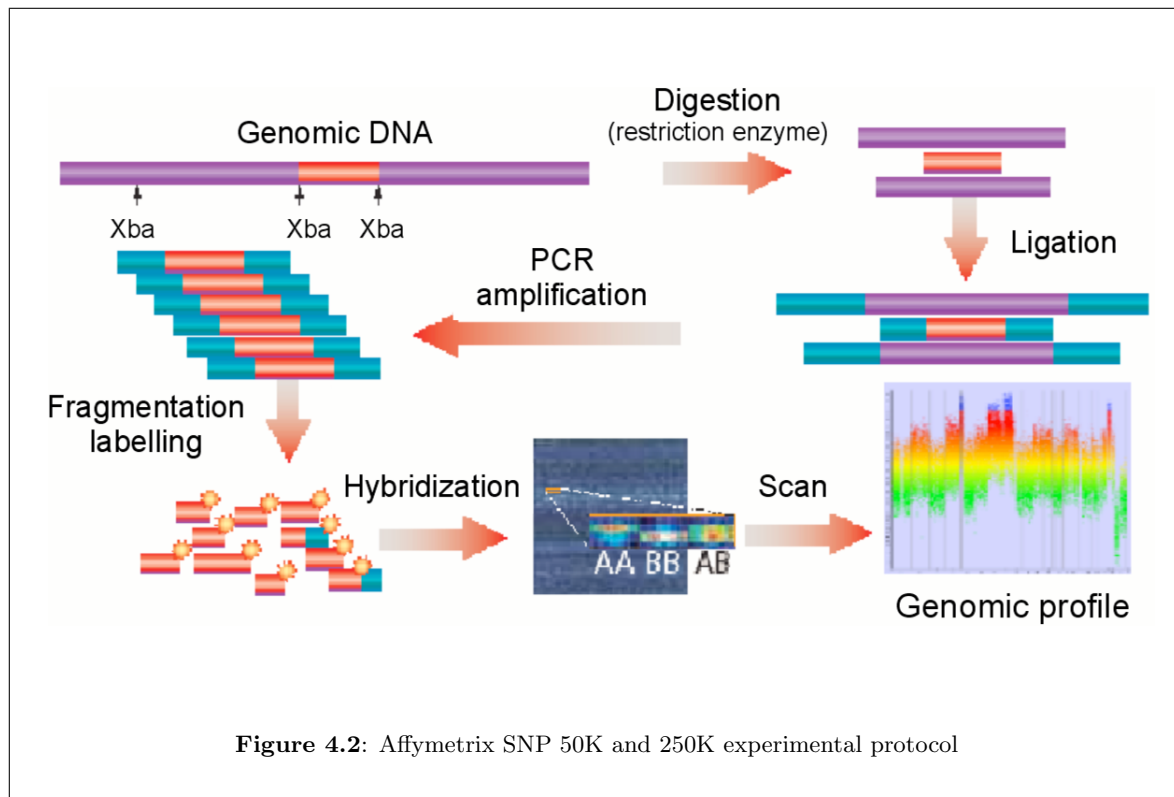 Genomic DNA
Digestion
(restriction enzyme)
Xba Xba Xba
Ligation
PCR
amplification
Fragmentation
labelling
Hybridization
AA BB AB
Scan
Genomic profile
Figure 4.2: Affymetrix SNP 50K and 250K experimental protocol